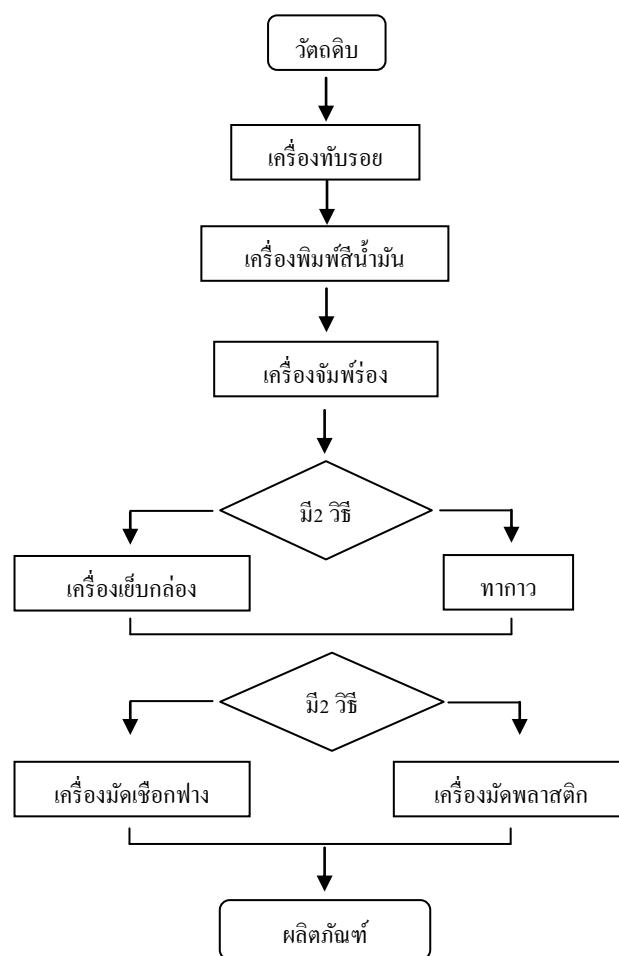 วัตถดิบ
เครื่องทับรอย
เครื่องพิมพ์สีน้ำมัน
เครื่องจัมพ์ร่อง
มี2 วิธี
เครื่องเย็บกล่อง
ทากาว
มี2 วิธี
เครื่องมัดเชือกฟาง
เครื่องมัดพลาสติก
ผลิตภัณฑ์